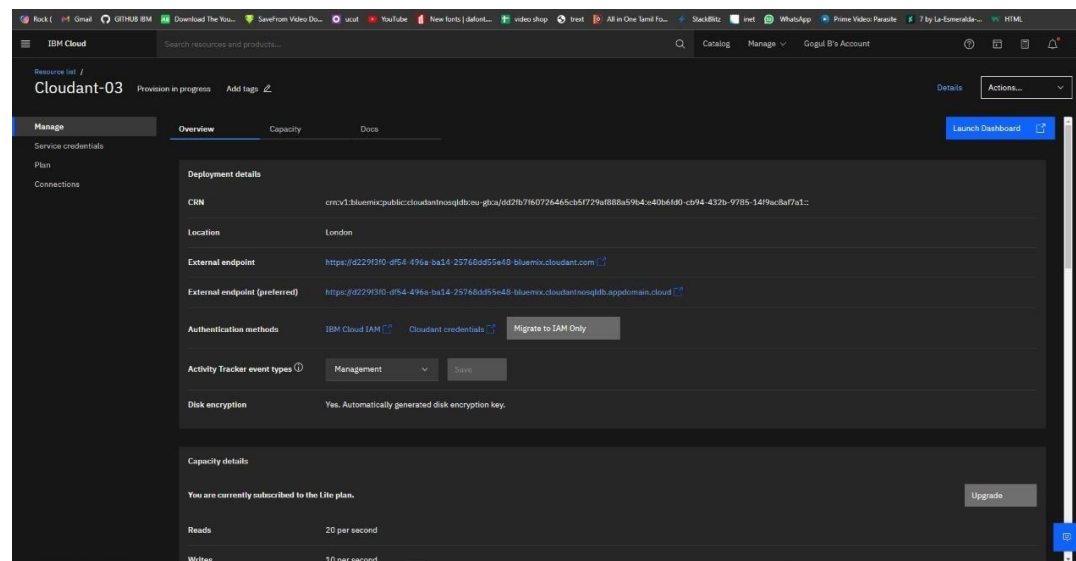 Rock ( Gmail GITHUB IBM Download The You... SaveFrom Video Do... ucut YouTube New fonts | dafont.... video shop trext All in One Tamil Fo... StackBlitz inet WhatsApp Prime Video: Parasite 7 by La-Esmeralda-... HTML
IBM Cloud Search resources and products... Catalog Manage Gogul B's Account
Resource list /
Cloudant-03 Provision in progress Add tags Details Actions...
Manage Overview Capacity Docs Launch Dashboard
Service credentials
Plan
Connections
Deployment details
CRN crn:v1:bluemix:public:cloudantnosqldb:eu-gb:a/dd2fb7f60726465cb5f729af888a59b4:e40b6fd0-cb94-432b-9785-14f9ac8af7a1::
Location London
External endpoint https://d229f3f0-df54-496a-ba14-25768dd55e48-bluemix.cloudant.com
External endpoint (preferred) https://d229f3f0-df54-496a-ba14-25768dd55e48-bluemix.cloudantnosqldb.appdomain.cloud
Authentication methods IBM Cloud IAM Cloudant credentials Migrate to IAM Only
Activity Tracker event types Management Save
Disk encryption Yes. Automatically generated disk encryption key.
Capacity details
You are currently subscribed to the Lite plan. Upgrade
Reads 20 per second
Writes 10 per second